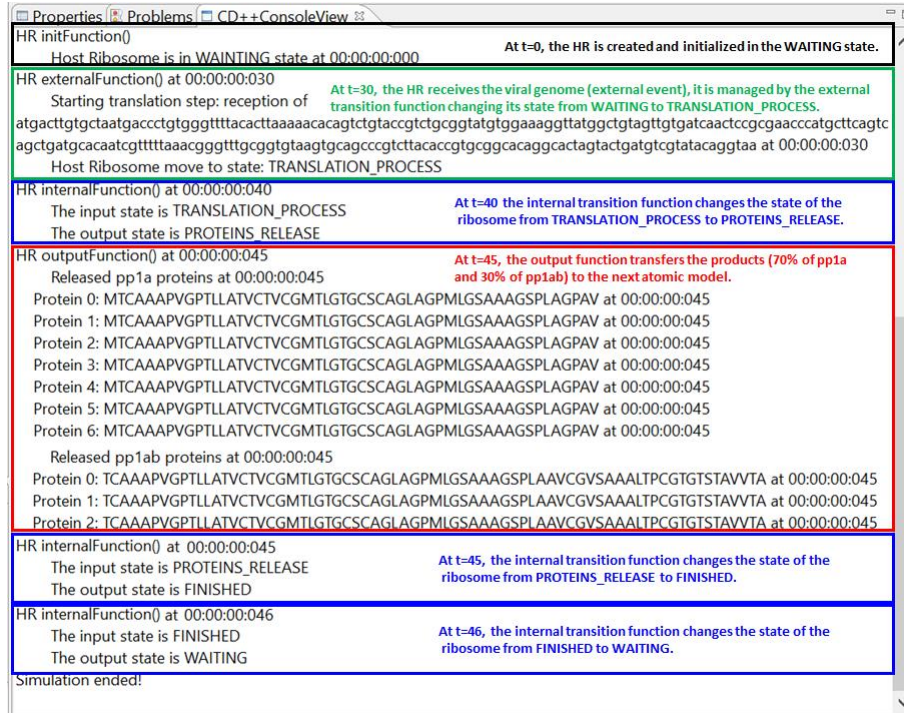 Properties Problems CD++ConsoleView
HR initFunction()
Host Ribosome is in WAINTING state at 00:00:00:000
At t=0, the HR is created and initialized in the WAITING state.
HR externalFunction() at 00:00:00:030
Starting translation step: reception of
At t=30, the HR receives the viral genome (external event), it is managed by the external
transition function changing its state from WAITING to TRANSLATION_PROCESS.
atgacttgtgctaatgaccctgtgggttttacacttaaaaacacagtctgtaccgtctgcggtatgtggaaaggttatggctgtagttgtgatcaactccgcgaacccatgcttcagtc
agctgatgcacaatcgtttttaaacgggtttgcggtgtaagtgcagcccgtcttacaccgtgcggcacaggcactagtactgatgtcgtatacaggtaa at 00:00:00:030
Host Ribosome move to state: TRANSLATION_PROCESS
HR internalFunction() at 00:00:00:040
The input state is TRANSLATION_PROCESS
The output state is PROTEINS_RELEASE
At t=40 the internal transition function changes the state of the
ribosome from TRANSLATION_PROCESS to PROTEINS_RELEASE.
HR outputFunction() at 00:00:00:045
Released pp1a proteins at 00:00:00:045
At t=45, the output function transfers the products (70% of pp1a
and 30% of pp1ab) to the next atomic model.
Protein 0: MTCAAAPVGPTLLATVCTVCGMTLGTGCSCAGLAGPMLGSAAAGSPLAGPAV at 00:00:00:045
Protein 1: MTCAAAPVGPTLLATVCTVCGMTLGTGCSCAGLAGPMLGSAAAGSPLAGPAV at 00:00:00:045
Protein 2: MTCAAAPVGPTLLATVCTVCGMTLGTGCSCAGLAGPMLGSAAAGSPLAGPAV at 00:00:00:045
Protein 3: MTCAAAPVGPTLLATVCTVCGMTLGTGCSCAGLAGPMLGSAAAGSPLAGPAV at 00:00:00:045
Protein 4: MTCAAAPVGPTLLATVCTVCGMTLGTGCSCAGLAGPMLGSAAAGSPLAGPAV at 00:00:00:045
Protein 5: MTCAAAPVGPTLLATVCTVCGMTLGTGCSCAGLAGPMLGSAAAGSPLAGPAV at 00:00:00:045
Protein 6: MTCAAAPVGPTLLATVCTVCGMTLGTGCSCAGLAGPMLGSAAAGSPLAGPAV at 00:00:00:045
Released pp1ab proteins at 00:00:00:045
Protein 0: TCAAAPVGPTLLATVCTVCGMTLGTGCSCAGLAGPMLGSAAAGSPLAAVCGVSAAALTPCGTGTSTAVVTA at 00:00:00:045
Protein 1: TCAAAPVGPTLLATVCTVCGMTLGTGCSCAGLAGPMLGSAAAGSPLAAVCGVSAAALTPCGTGTSTAVVTA at 00:00:00:045
Protein 2: TCAAAPVGPTLLATVCTVCGMTLGTGCSCAGLAGPMLGSAAAGSPLAAVCGVSAAALTPCGTGTSTAVVTA at 00:00:00:045
HR internalFunction() at 00:00:00:045
The input state is PROTEINS_RELEASE
The output state is FINISHED
At t=45, the internal transition function changes the state of the
ribosome from PROTEINS_RELEASE to FINISHED.
HR internalFunction() at 00:00:00:046
The input state is FINISHED
The output state is WAITING
At t=46, the internal transition function changes the state of the
ribosome from FINISHED to WAITING.
Simulation ended!